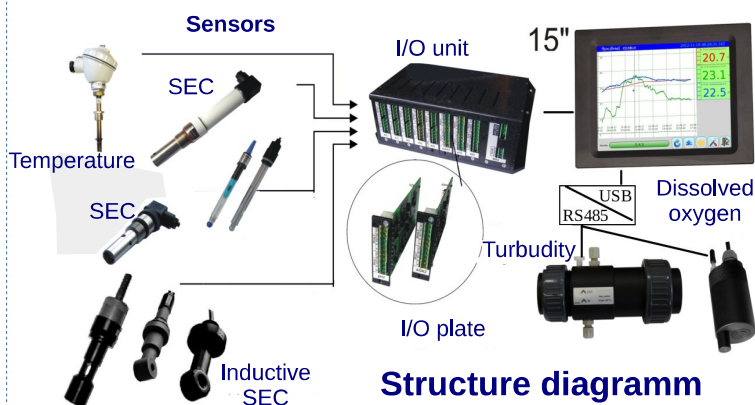 Sensors
I/O unit
15"
SEC
20.7
23.1
22.5
Temperature
USB
RS485
Dissolved
oxygen
SEC
Turbudity
I/O plate
Inductive
SEC
Structure diagramm